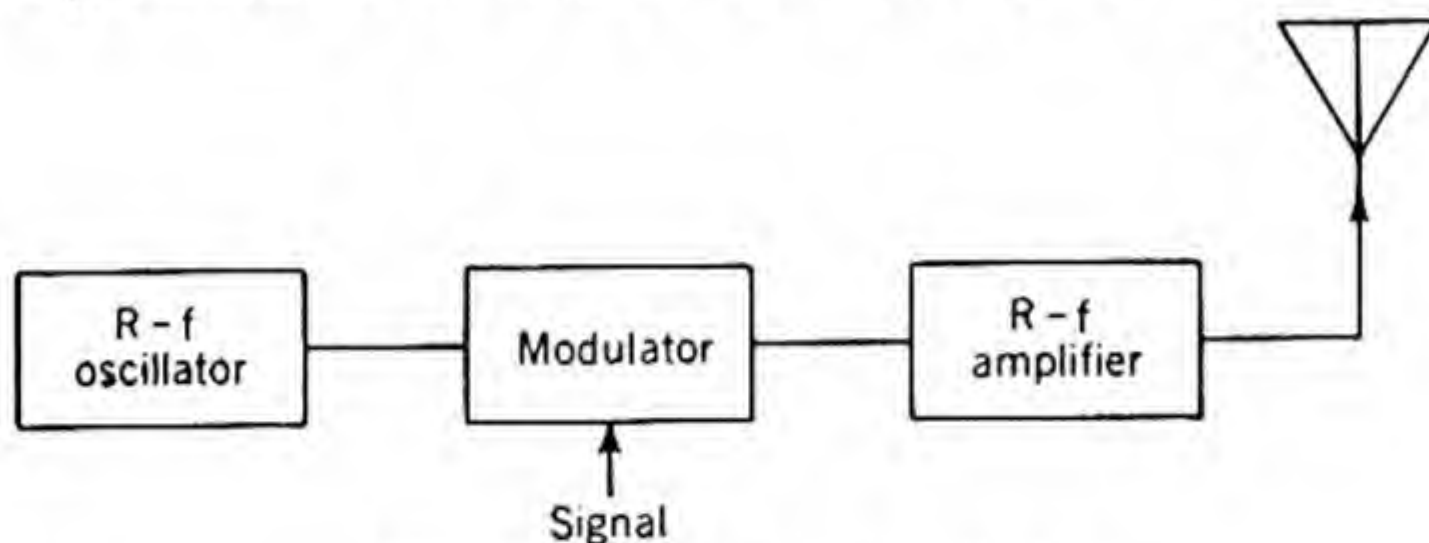 R-f
oscillator
Modulator
R-f
amplifier
Signal